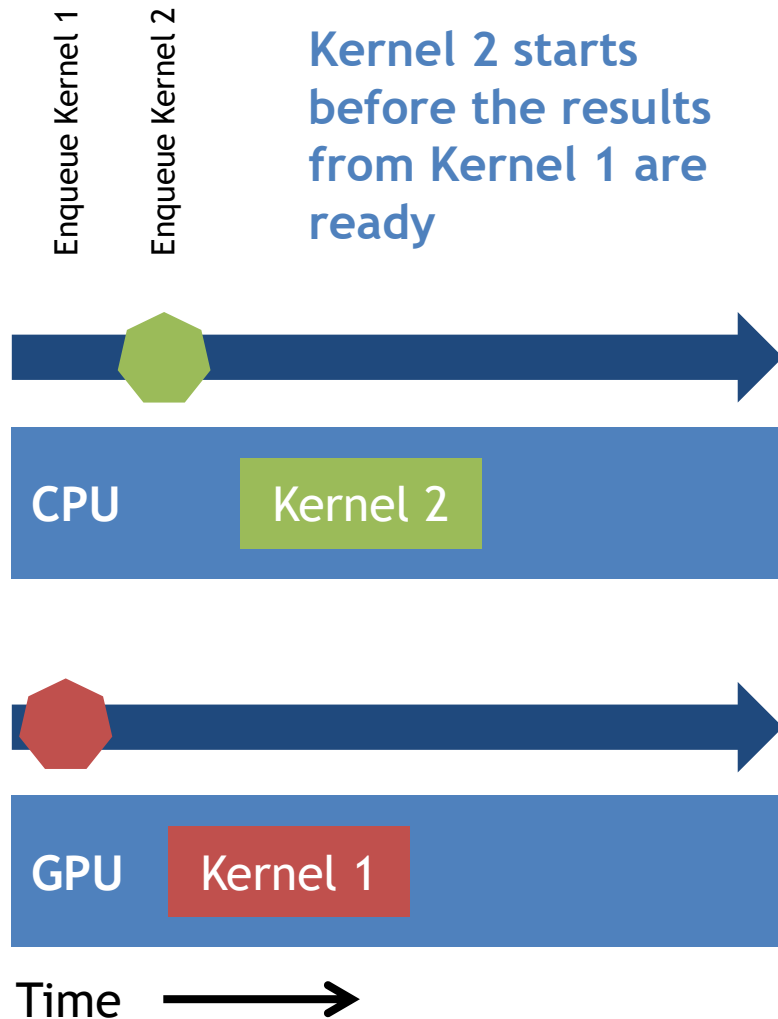 Enqueue Kernel 1
Enqueue Kernel 2
Kernel 2 starts
before the results
from Kernel 1 are
ready
CPU
Kernel 2
GPU
Kernel 1
Time